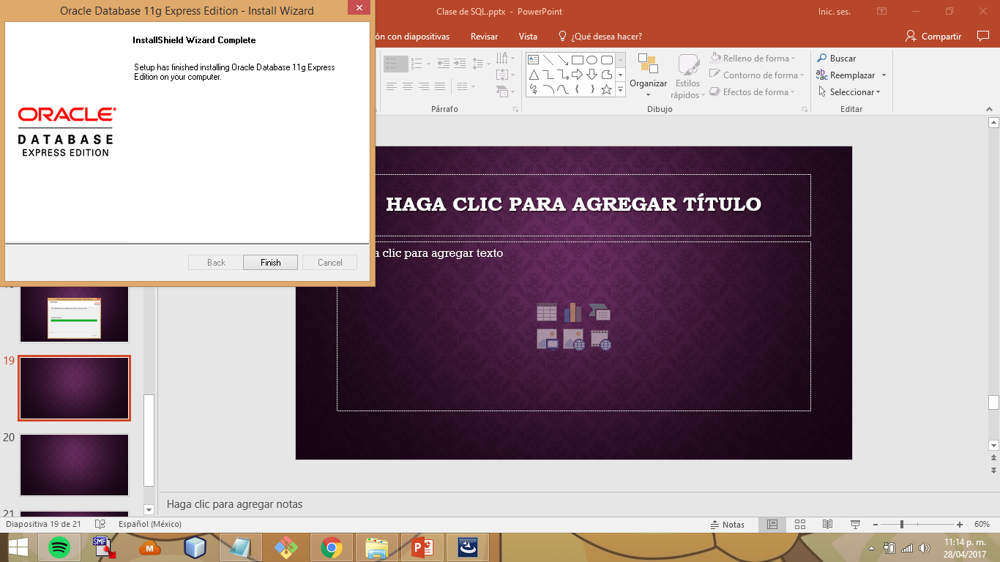 Oracle Database 11g Express Edition - Install Wizard
InstallShield Wizard Complete
Setup has finished installing Oracle Database 11g Express
Edition on your computer.
ORACLE®
DATABASE
EXPRESS EDITION
Back
Finish
Cancel
Clase de SQL.pptx - PowerPoint
Inic. ses.
ón con diapositivas
Revisar
Vista
¿Qué desea hacer?
Compartir
Organizar
Estilos
rápidos
Relleno de forma
Contorno de forma
Efectos de forma
Buscar
Reemplazar
Seleccionar
Párrafo
Dibujo
Editar
HAGA CLIC PARA AGREGAR TÍTULO
a clic para agregar texto
19
20
21
Haga clic para agregar notas
Diapositiva 19 de 21
Español (México)
Notas
60%
SMF
11:14 p. m.
28/04/2017